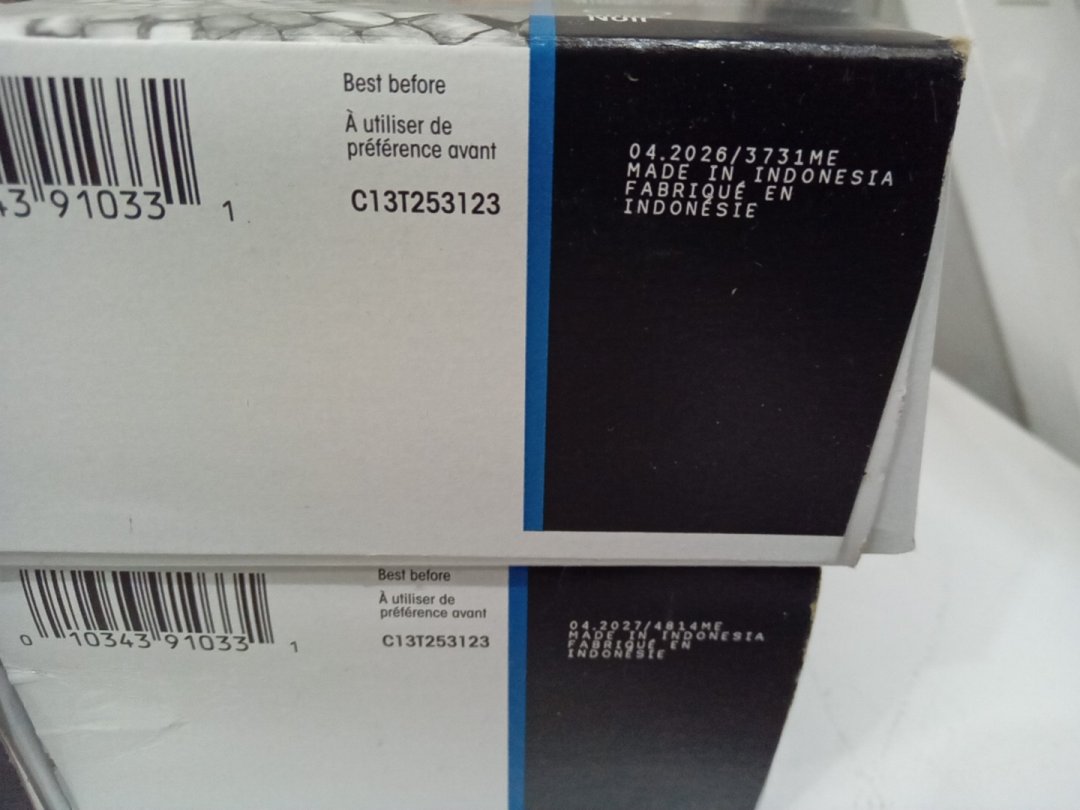 Best before
À utiliser de
préférence avant
C13T253123
43 91033 1
04.2026/3731ME
MADE IN INDONESIA
FABRIQUÉ EN
INDONÉSIE
Best before
À utiliser de
préférence avant
C13T253123
0 10343 91033 1
04.2027/4814ME
MADE IN INDONESIA
FABRIQUÉ EN
INDONÉSIE